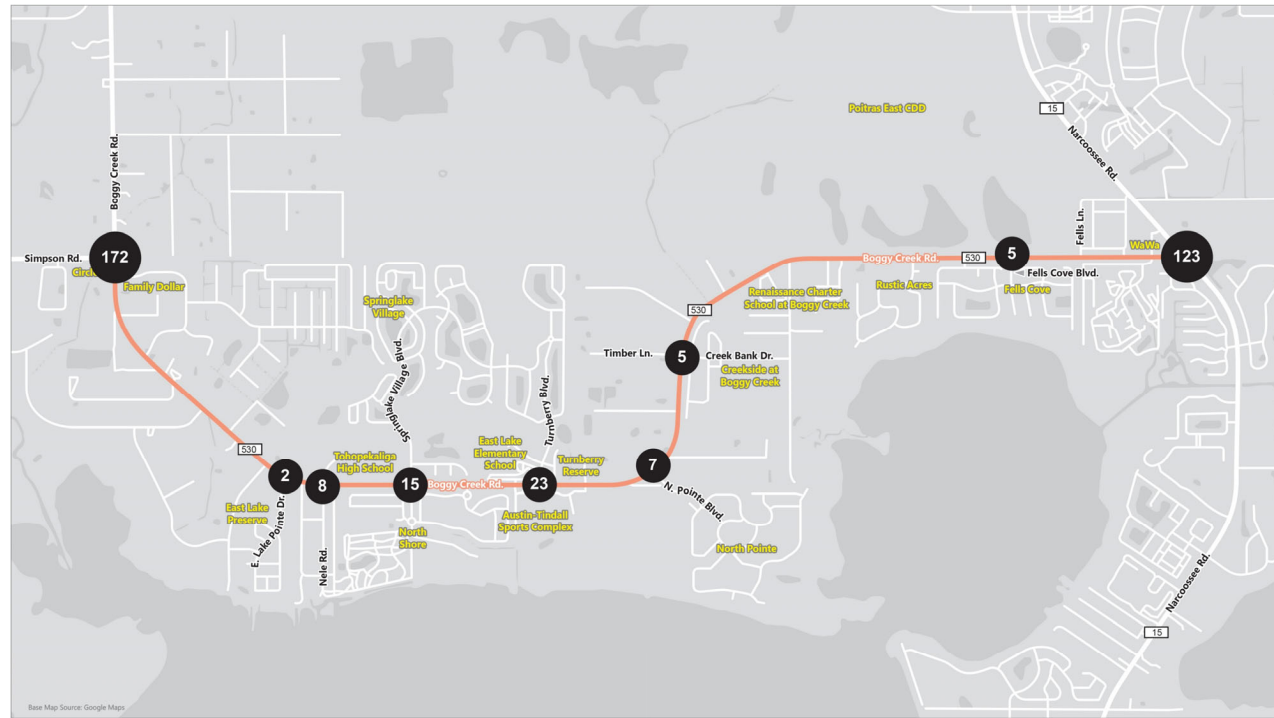 Poitras East CDD
15
Narcoossee Rd.
Boggy Creek Rd.
Simpson Rd.
172
Circle
Family Dollar
Fells Ln.
WaWa
123
Boggy Creek Rd.
530
5
Fells Cove Blvd.
Fells Cove
Rustic Acres
Renaissance Charter
School at Boggy Creek
530
Springlake
Village
Springlake Village Blvd.
Timber Ln.
5
Creek Bank Dr.
Creekside at
Boggy Creek
Turnberry Blvd.
530
Tohopekaliga
High School
East Lake
Elementary
School
Turnberry
Reserve
2
8
15
Boggy Creek Rd.
23
7
N. Pointe Blvd.
East Lake
Preserve
E. Lake Pointe Dr.
Nele Rd.
North
Shore
Austin-Tindall
Sports Complex
North Pointe
Narcoossee Rd.
15
Base Map Source: Google Maps